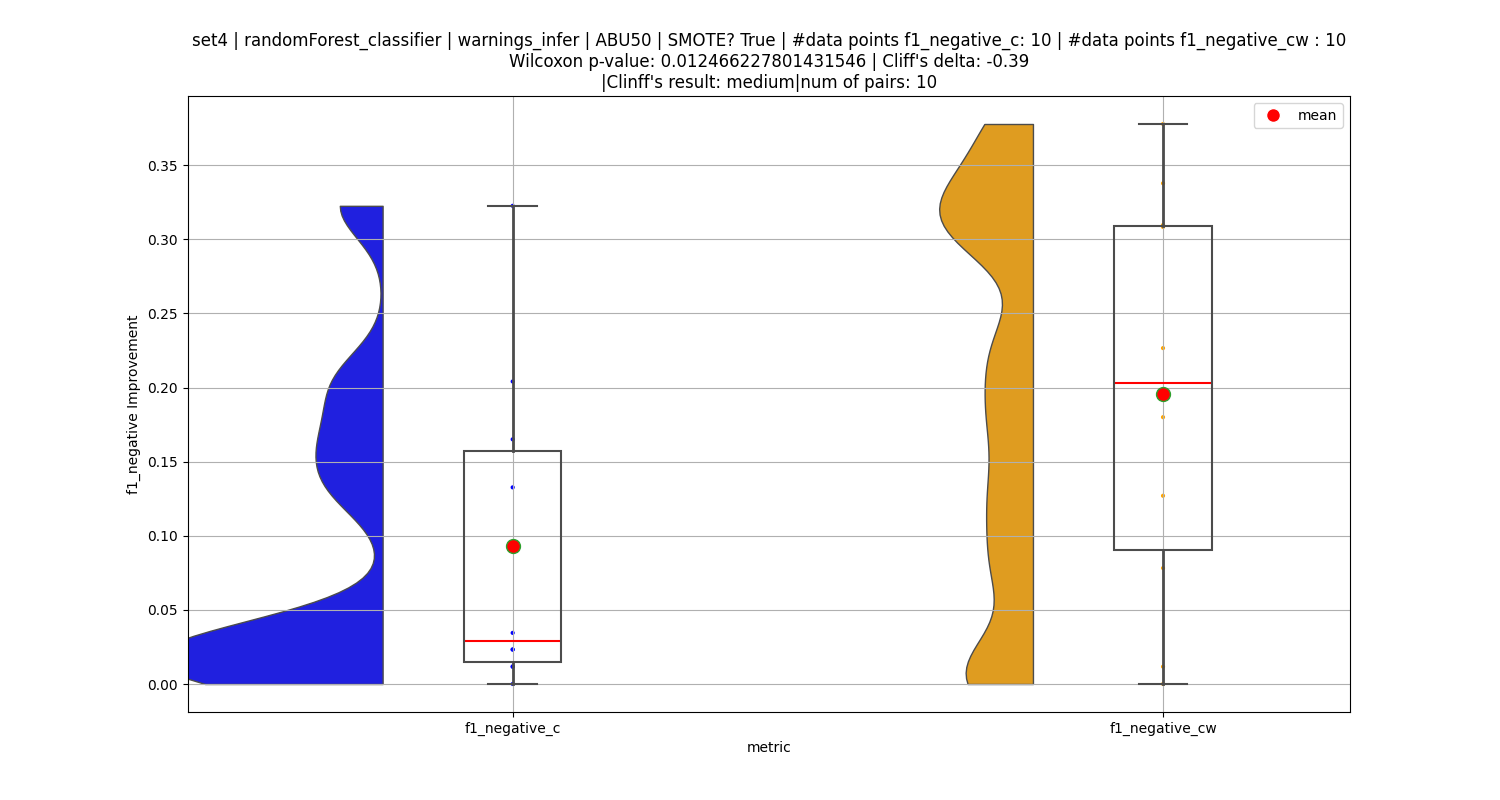 set4 | randomForest_classifier | warnings_infer | ABU50 | SMOTE? True | #data points f1_negative_c: 10 | #data points f1_negative_cw : 10
Wilcoxon p-value: 0.012466227801431546 | Cliff's delta: -0.39
|Clinff's result: medium|num of pairs: 10
mean
0.35
0.30
0.25
0.20
0.15
0.10
0.05
0.00
f1_negative Improvement
f1_negative_c
f1_negative_cw
metric